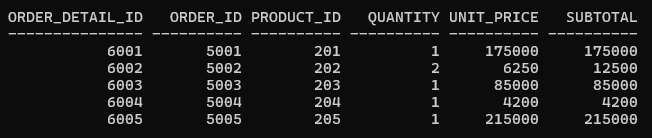 ORDER_DETAIL_ID ORDER_ID PRODUCT_ID QUANTITY UNIT_PRICE SUBTOTAL
--------------- ---------- ---------- ---------- ---------- ----------
6001 5001 201 1 175000 175000
6002 5002 202 2 6250 12500
6003 5003 203 1 85000 85000
6004 5004 204 1 4200 4200
6005 5005 205 1 215000 215000